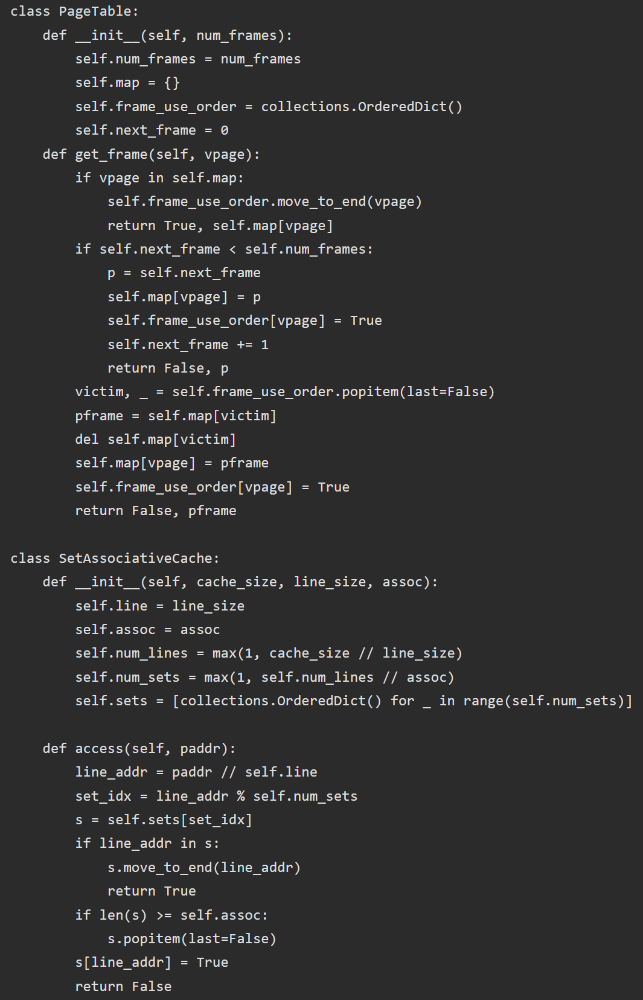 class PageTable:
    def __init__(self, num_frames):
        self.num_frames = num_frames
        self.map = {}
        self.frame_use_order = collections.OrderedDict()
        self.next_frame = 0
    def get_frame(self, vpage):
        if vpage in self.map:
            self.frame_use_order.move_to_end(vpage)
            return True, self.map[vpage]
        if self.next_frame < self.num_frames:
            p = self.next_frame
            self.map[vpage] = p
            self.frame_use_order[vpage] = True
            self.next_frame += 1
            return False, p
        victim, _ = self.frame_use_order.popitem(last=False)
        pframe = self.map[victim]
        del self.map[victim]
        self.map[vpage] = pframe
        self.frame_use_order[vpage] = True
        return False, pframe

class SetAssociativeCache:
    def __init__(self, cache_size, line_size, assoc):
        self.line = line_size
        self.assoc = assoc
        self.num_lines = max(1, cache_size // line_size)
        self.num_sets = max(1, self.num_lines // assoc)
        self.sets = [collections.OrderedDict() for _ in range(self.num_sets)]

    def access(self, paddr):
        line_addr = paddr // self.line
        set_idx = line_addr % self.num_sets
        s = self.sets[set_idx]
        if line_addr in s:
            s.move_to_end(line_addr)
            return True
        if len(s) >= self.assoc:
            s.popitem(last=False)
        s[line_addr] = True
        return False